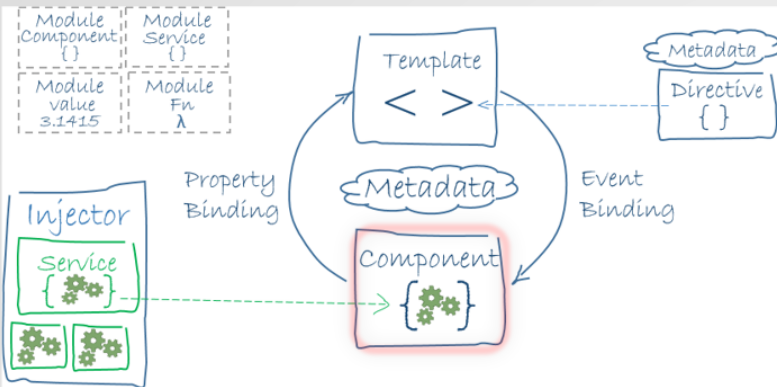 Module
Component
{ }
Module
Service
{ }
Module
value
3.1415
Module
Fn
λ
Template
< >
Metadata
Directive
{ }
Property
Binding
Metadata
Event
Binding
Injector
Service
{ }
Component
{ }